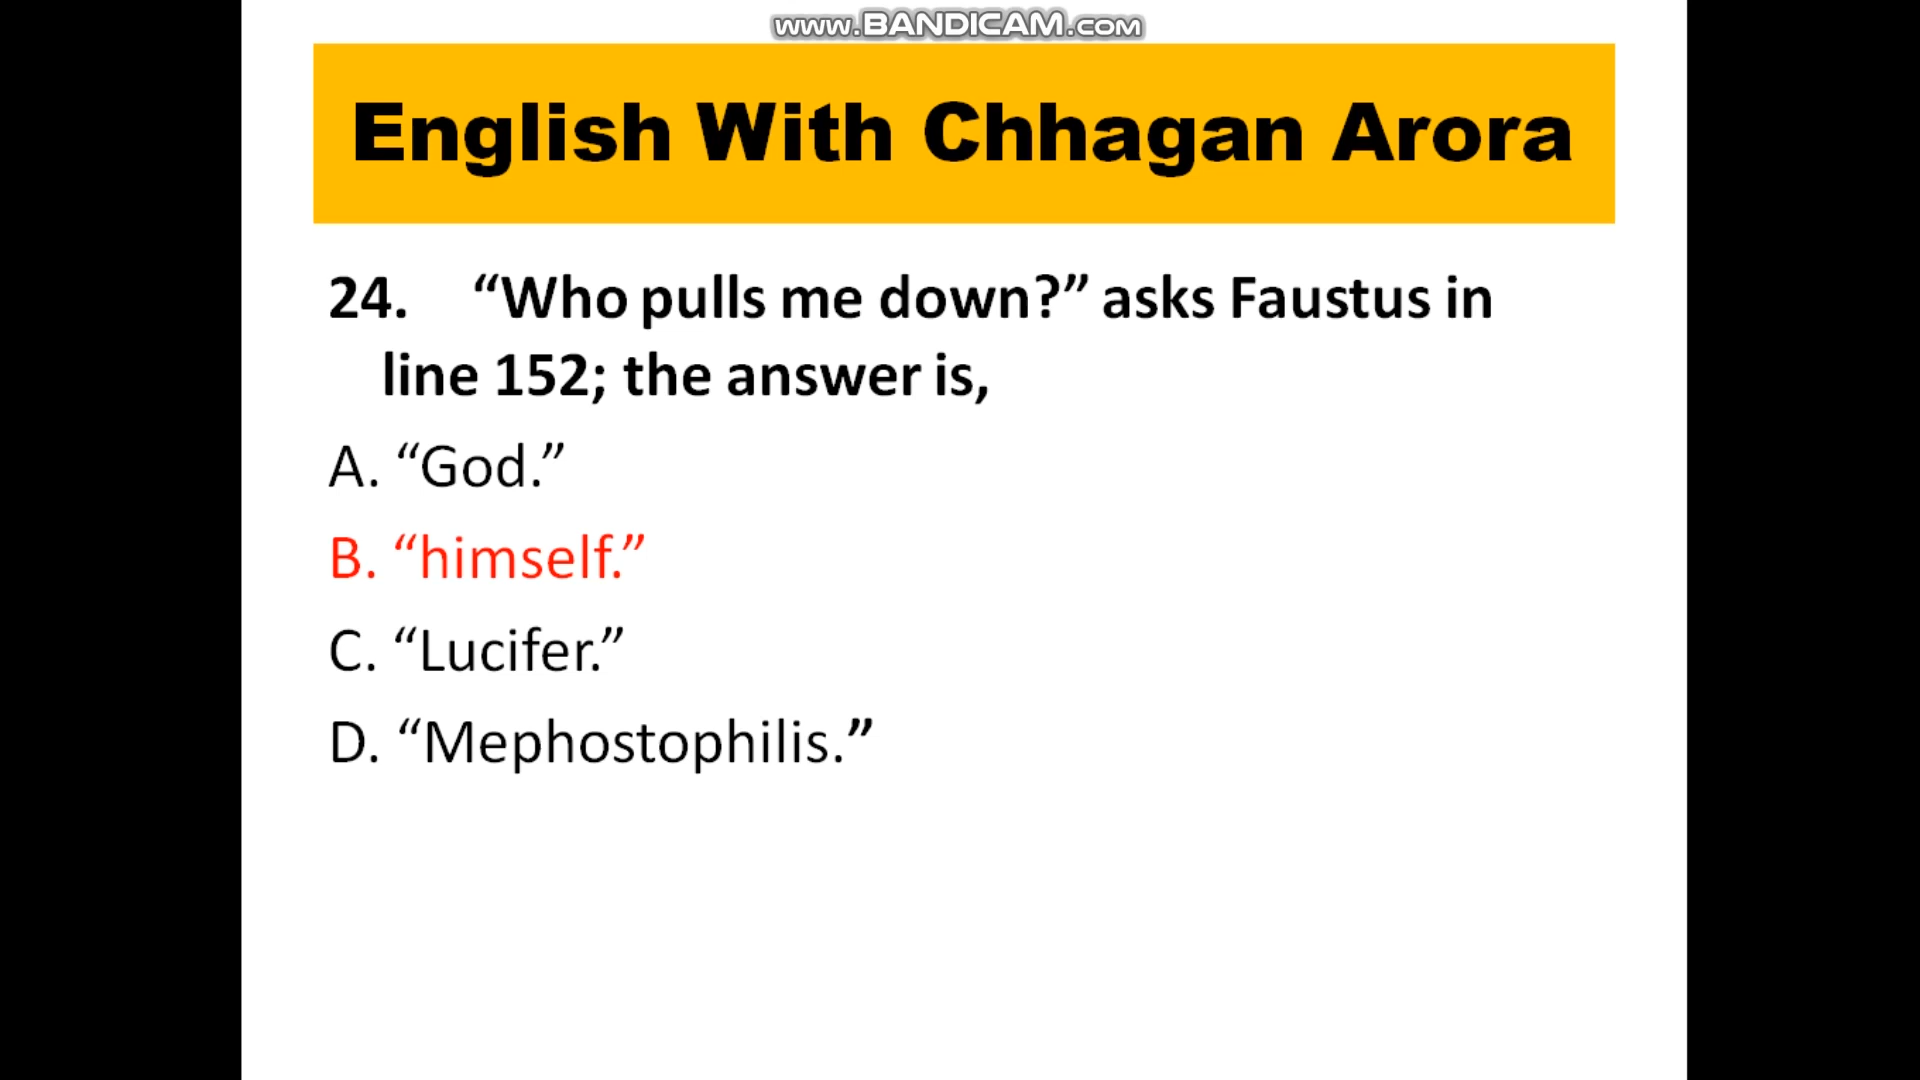 www.BANDICAM.com
English With Chhagan Arora
24. “Who pulls me down?” asks Faustus in
line 152; the answer is,
A. “God.”
B. “himself.”
C. “Lucifer.”
D. “Mephostophilis.”